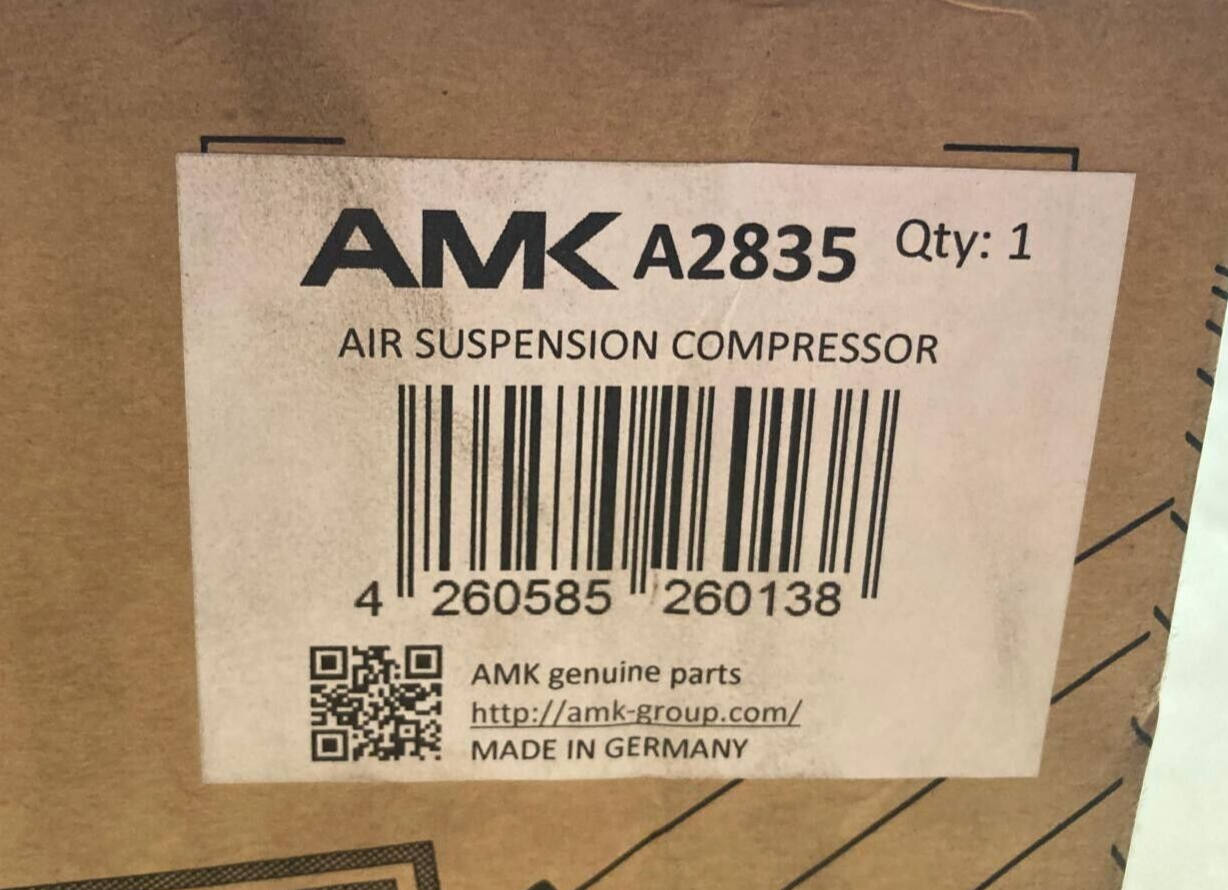 AMK A2835 Qty: 1
AIR SUSPENSION COMPRESSOR
4 260585 260138
AMK genuine parts
http://amk-group.com/
MADE IN GERMANY